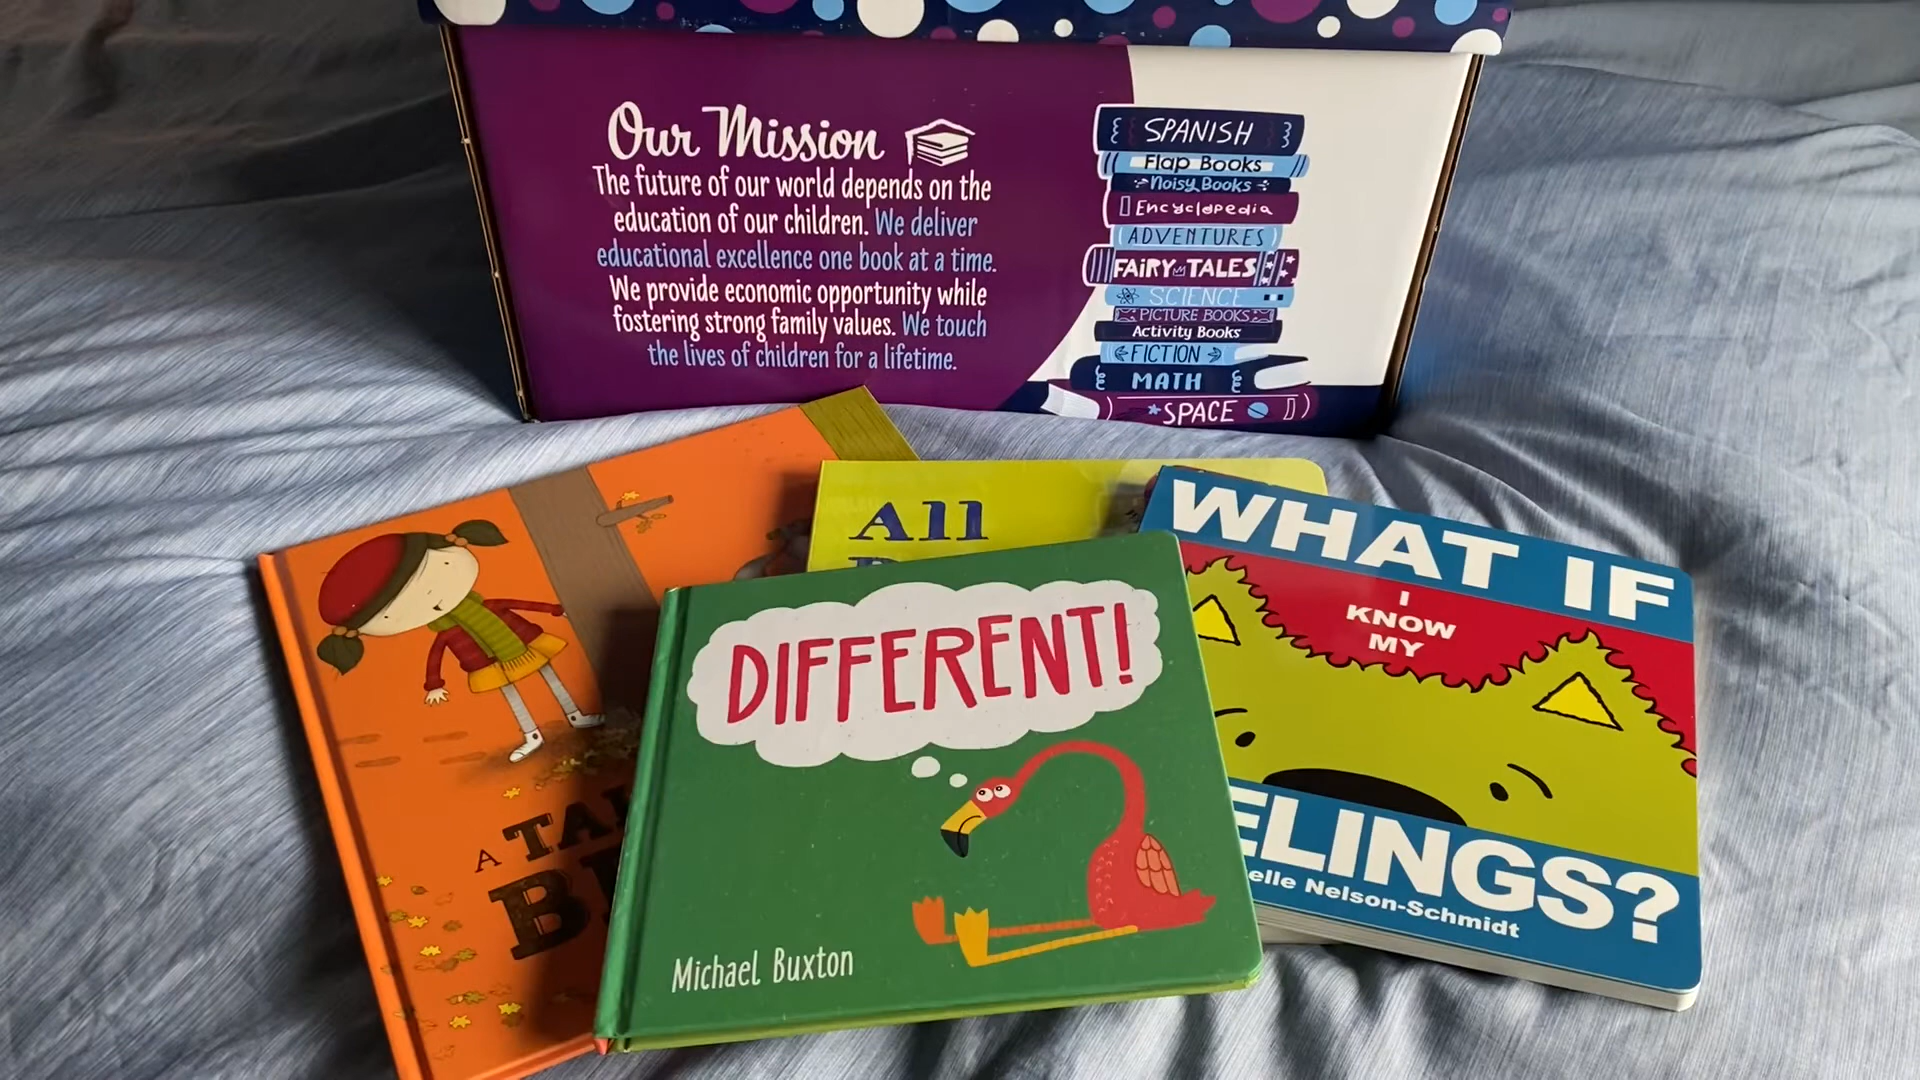 Our Mission
The future of our world depends on the
education of our children. We deliver
educational excellence one book at a time.
We provide economic opportunity while
fostering strong family values. We touch
the lives of children for a lifetime.
SPANISH
Flap Books
Noisy Books
Encyclopedia
ADVENTURES
FAiRY TALES
SCIENCE
PICTURE BOOKS
Activity Books
FICTION
MATH
SPACE
A
All
DIFFERENT!
Michael Buxton
WHAT IF
I
KNOW
MY
ELINGS?
elle Nelson-Schmidt